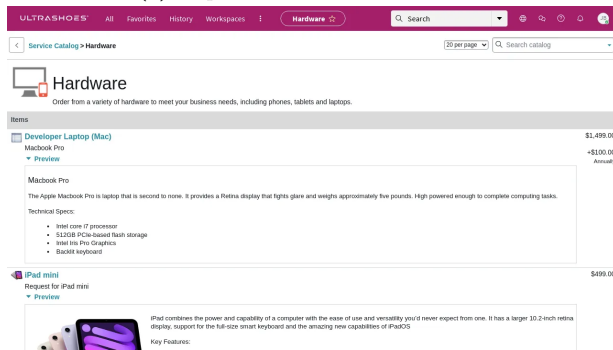 ULTRASHOES
All
Favorites
History
Workspaces
Hardware
Search
Service Catalog > Hardware
20 per page
Search catalog
Hardware
Order from a variety of hardware to meet your business needs, including phones, tablets and laptops.
Items
Developer Laptop (Mac)
$1,499.00
Macbook Pro
+$100.00
Annually
Preview
Macbook Pro
The Apple Macbook Pro is laptop that is second to none. It provides a Retina display that fights glare and weighs approximately five pounds. High powered enough to complete computing tasks.
Technical Specs:
Intel core i7 processor
512GB PCIe-based flash storage
Intel Iris Pro Graphics
Backlit keyboard
iPad mini
$499.00
Request for iPad mini
Preview
iPad combines the power and capability of a computer with the ease of use and versatility you'd never expect from one. It has a larger 10.2-inch retina
display, support for the full-size smart keyboard and the amazing new capabilities of iPadOS
Key Features: